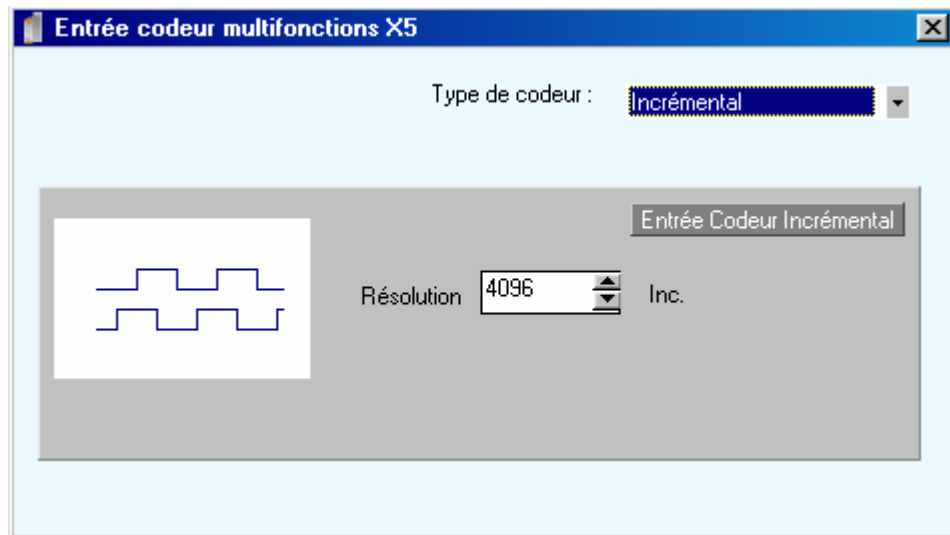 Entrée codeur multifonctions X5
Type de codeur : Incrémental
Entrée Codeur Incrémental
Résolution 4096 Inc.